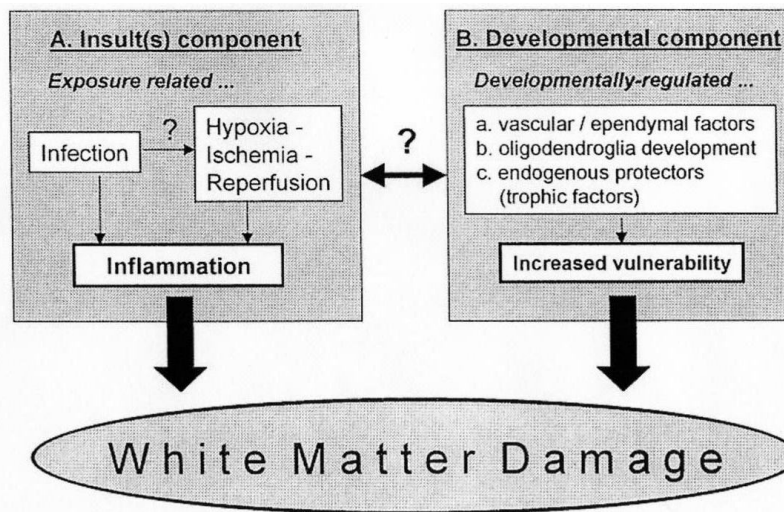 A. Insult(s) component
Exposure related ...
Infection
?
Hypoxia -
Ischemia -
Reperfusion
Inflammation
?
B. Developmental component
Developmentally-regulated ...
a. vascular / ependymal factors
b. oligodendroglia development
c. endogenous protectors
(trophic factors)
Increased vulnerability
White Matter Damage